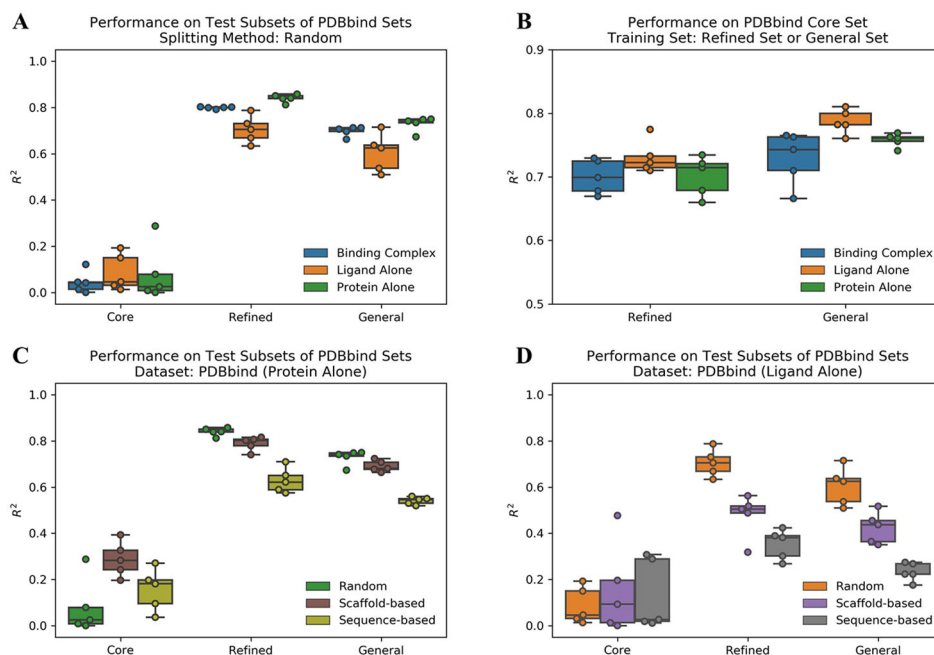 A
Performance on Test Subsets of PDBbind Sets
Splitting Method: Random
1.0
0.8
0.6
0.4
0.2
0.0
R²
Binding Complex
Ligand Alone
Protein Alone
Core
Refined
General
B
Performance on PDBbind Core Set
Training Set: Refined Set or General Set
0.9
0.8
0.7
0.6
0.5
R²
Binding Complex
Ligand Alone
Protein Alone
Refined
General
C
Performance on Test Subsets of PDBbind Sets
Dataset: PDBbind (Protein Alone)
1.0
0.8
0.6
0.4
0.2
0.0
R²
Random
Scaffold-based
Sequence-based
Core
Refined
General
D
Performance on Test Subsets of PDBbind Sets
Dataset: PDBbind (Ligand Alone)
1.0
0.8
0.6
0.4
0.2
0.0
R²
Random
Scaffold-based
Sequence-based
Core
Refined
General